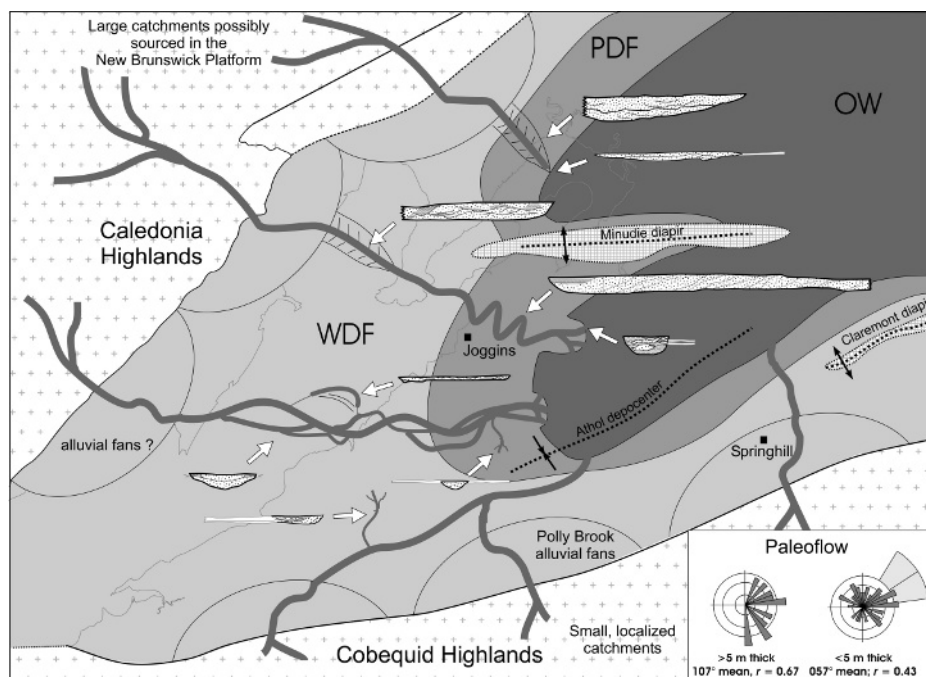 Large catchments possibly
sourced in the
New Brunswick Platform
PDF
OW
Caledonia
Highlands
Minudie diapir
WDF
Joggins
Claremont diapir
Athol depocenter
alluvial fans ?
Springhill
Polly Brook
alluvial fans
Small, localized
catchments
Cobequid Highlands
Paleoflow
>5 m thick
107° mean, r = 0.67
<5 m thick
057° mean; r = 0.43